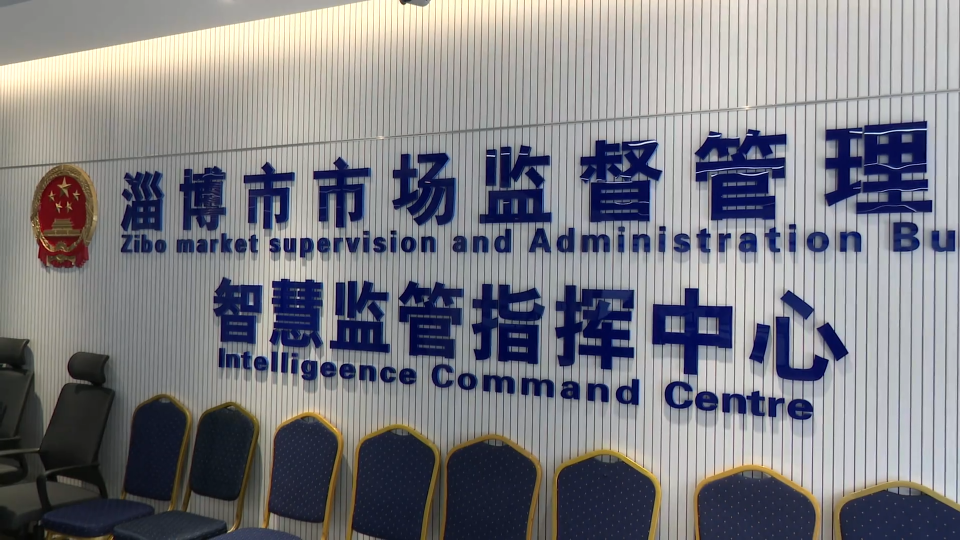 淄博市市场监督管理
Zibo market supervision and Administration Bu
智慧监管指挥中心
Intelligeence Command Centre